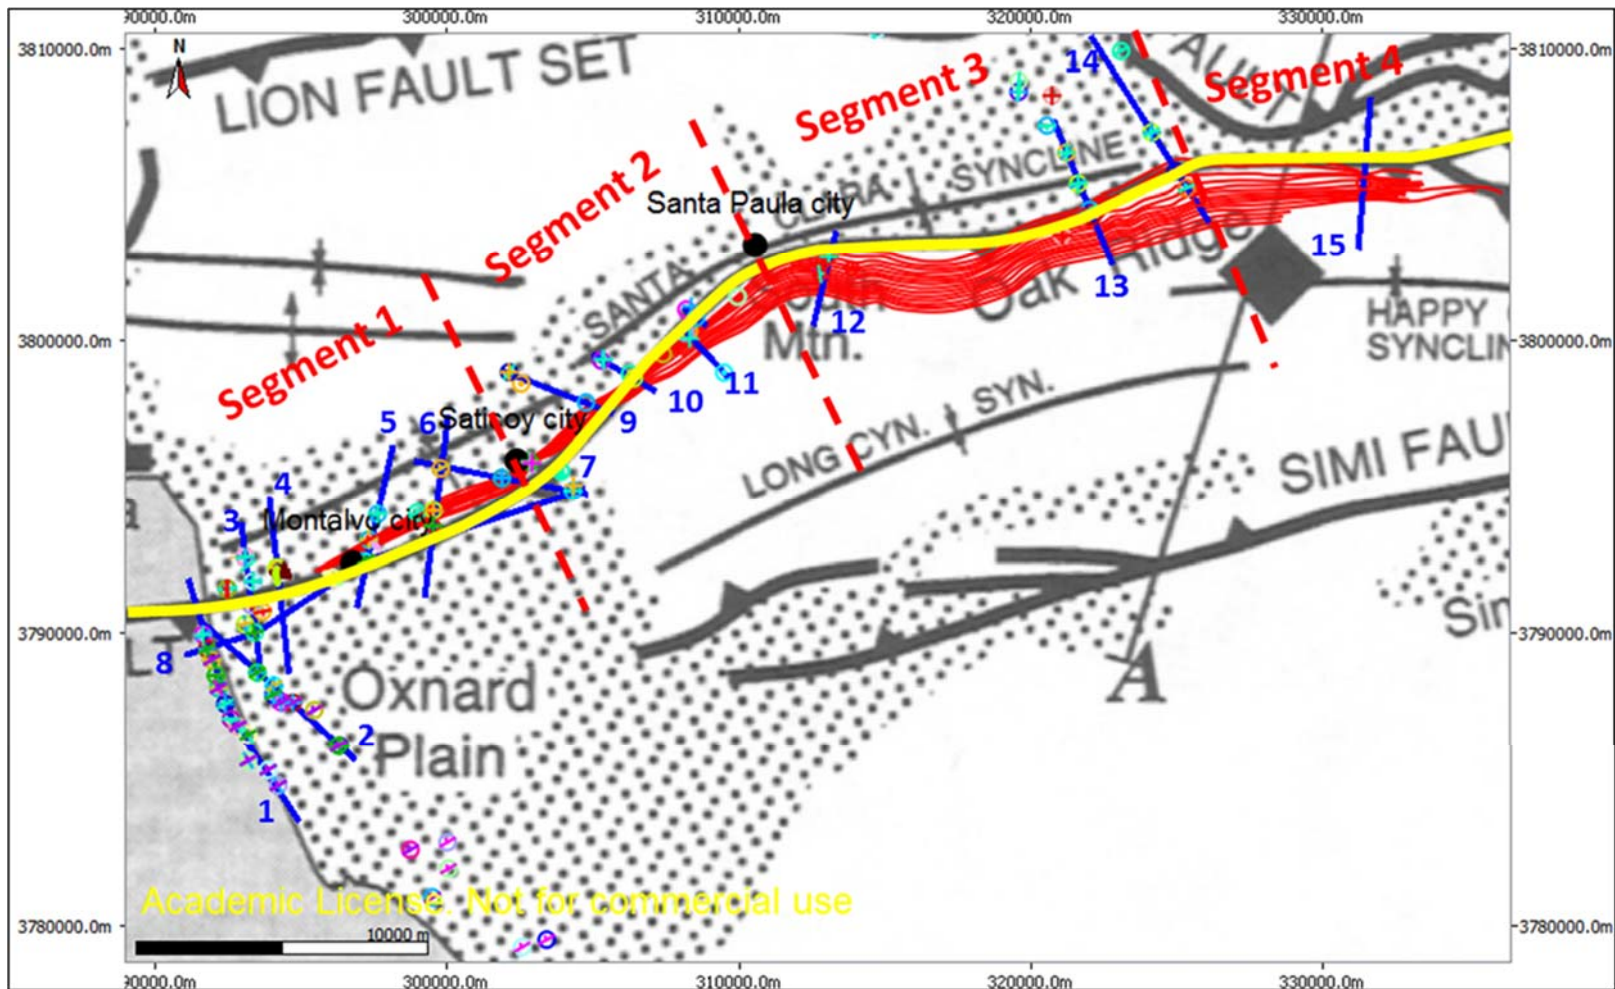 300000.0m 310000.0m 320000.0m 330000.0m
3810000.0m 3810000.0m
N
LION FAULT SET
Segment 3
14
Segment 4
Segment 2
SYNCLINE
CLARA
Santa Paula city
SANTA
Segment 1
Oak Ridge
15
13
12
Mtn.
HAPPY
3800000.0m 3800000.0m
11
10
9
Saticoy city
5 6
7
LONG CYN. SYN.
4
3
Montalvo city
SIMI FAU
3790000.0m 3790000.0m
8
Oxnard
Plain
A
2
1
Academic License. Not for commercial use
3780000.0m 3780000.0m
10000 m
300000.0m 310000.0m 320000.0m 330000.0m